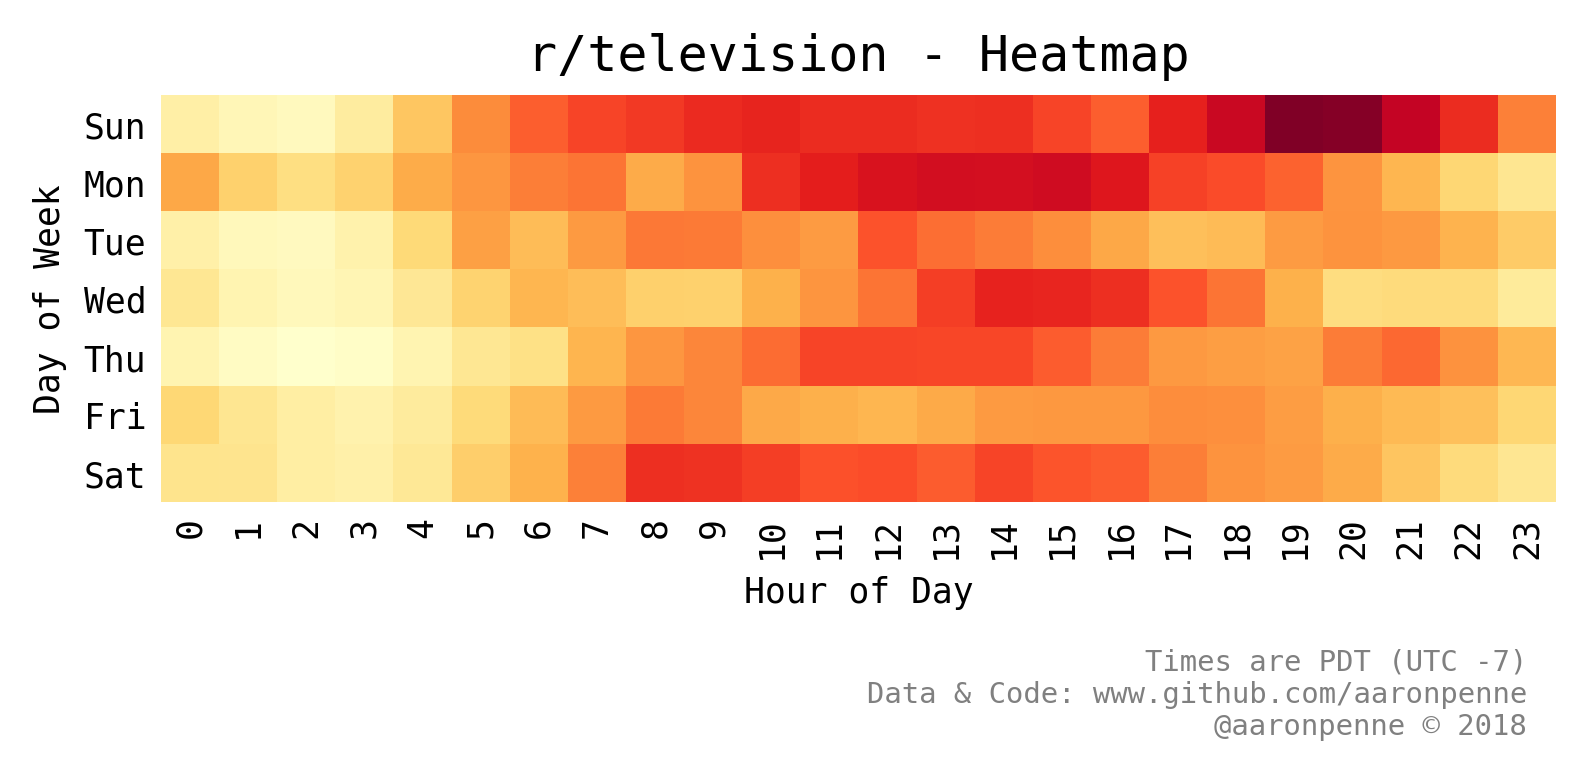 r/television - Heatmap
Day of Week
Sun
Mon
Tue
Wed
Thu
Fri
Sat
0 1 2 3 4 5 6 7 8 9 10 11 12 13 14 15 16 17 18 19 20 21 22 23
Hour of Day
Times are PDT (UTC -7)
Data & Code: www.github.com/aaronpenne
@aaronpenne © 2018